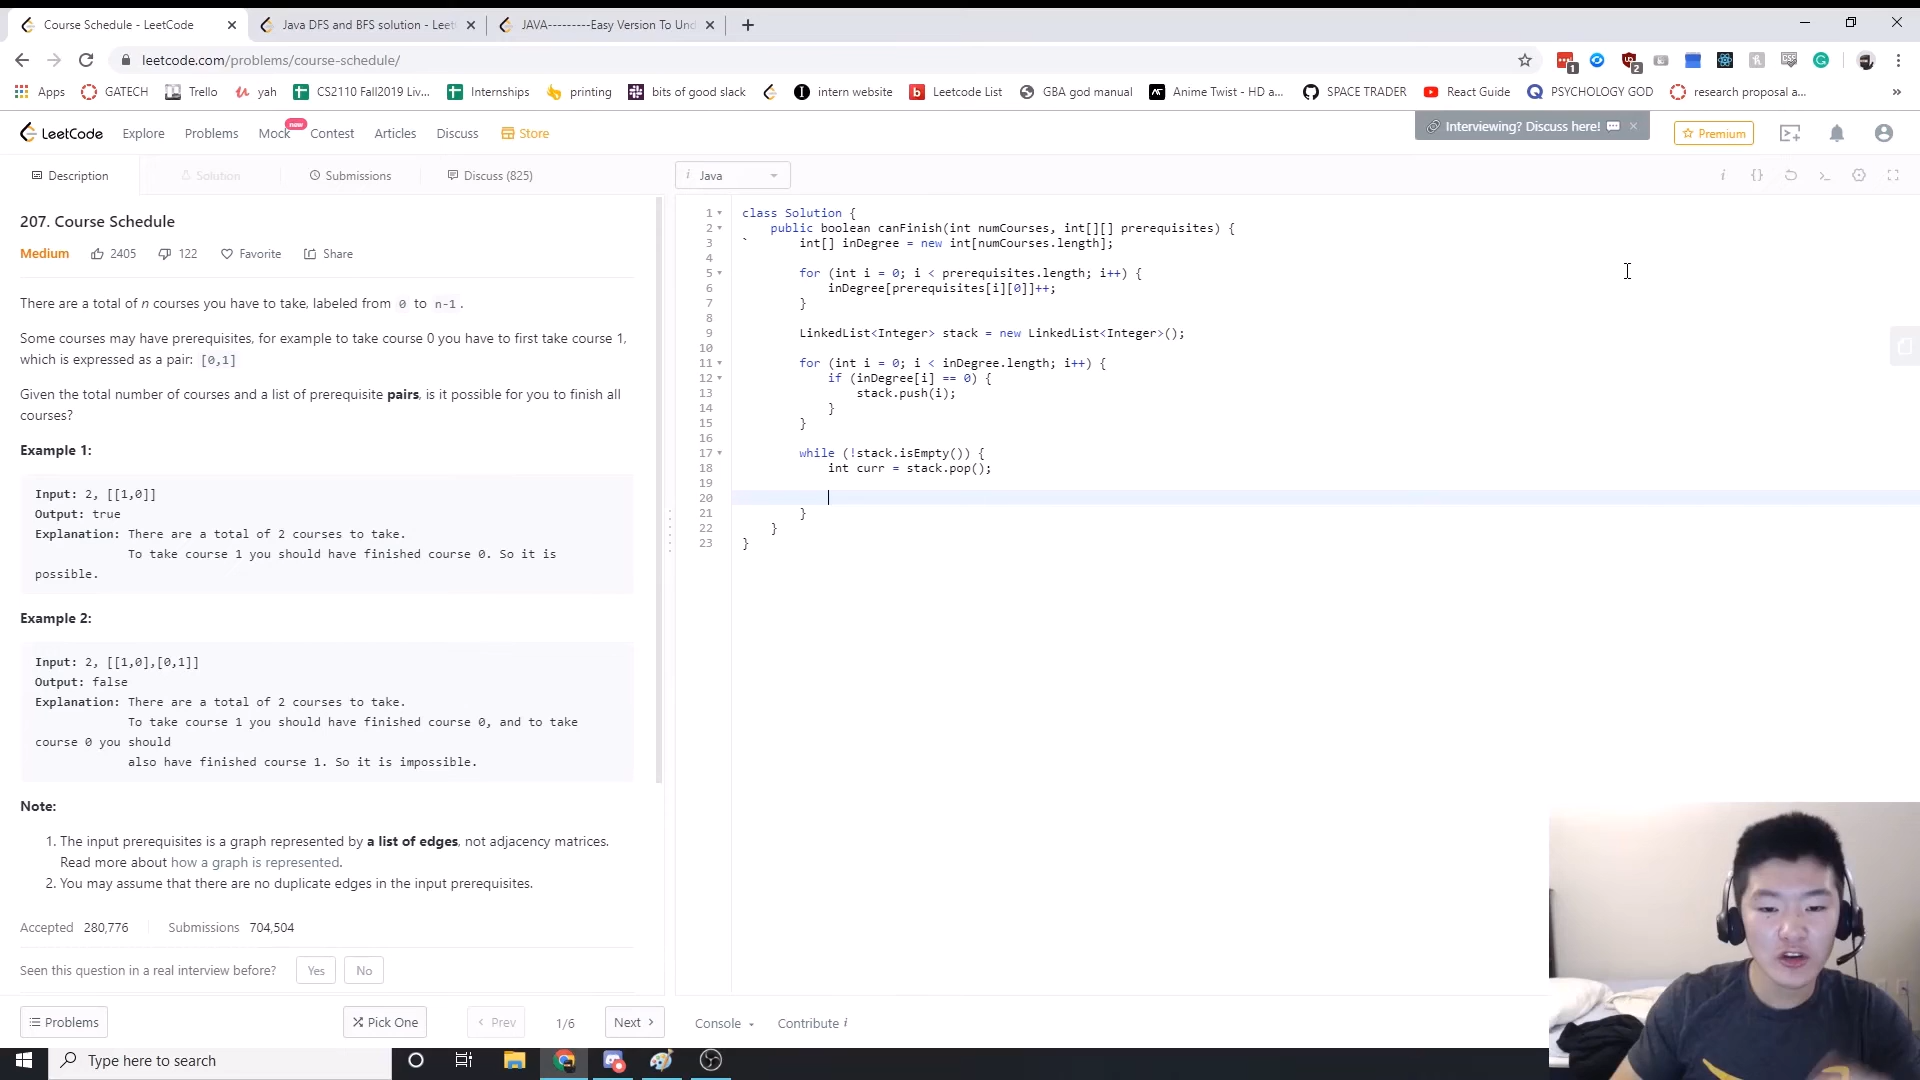 Course Schedule - LeetCode
Java DFS and BFS solution - Leet
JAVA---------Easy Version To Und
leetcode.com/problems/course-schedule/
Apps GATECH Trello yah CS2110 Fall2019 Liv... Internships printing bits of good slack intern website Leetcode List GBA god manual Anime Twist - HD a... SPACE TRADER React Guide PSYCHOLOGY GOD research proposal a... »
LeetCode Explore Problems Mock new Contest Articles Discuss Store
Interviewing? Discuss here!
Premium
Description Solution Submissions Discuss (825)
i Java
207. Course Schedule
Medium 2405 122 Favorite Share
There are a total of n courses you have to take, labeled from 0 to n-1.
Some courses may have prerequisites, for example to take course 0 you have to first take course 1,
which is expressed as a pair: [0,1]
Given the total number of courses and a list of prerequisite pairs, is it possible for you to finish all
courses?
Example 1:
Input: 2, [[1,0]]
Output: true
Explanation: There are a total of 2 courses to take.
To take course 1 you should have finished course 0. So it is
possible.
Example 2:
Input: 2, [[1,0],[0,1]]
Output: false
Explanation: There are a total of 2 courses to take.
To take course 1 you should have finished course 0, and to take
course 0 you should
also have finished course 1. So it is impossible.
Note:
1. The input prerequisites is a graph represented by a list of edges, not adjacency matrices.
Read more about how a graph is represented.
2. You may assume that there are no duplicate edges in the input prerequisites.
Accepted 280,776 Submissions 704,504
Seen this question in a real interview before? Yes No
Problems Pick One < Prev 1/6 Next >
1 class Solution {
2 public boolean canFinish(int numCourses, int[][] prerequisites) {
3 ` int[] inDegree = new int[numCourses.length];
4
5 for (int i = 0; i < prerequisites.length; i++) {
6 inDegree[prerequisites[i][0]]++;
7 }
8
9 LinkedList<Integer> stack = new LinkedList<Integer>();
10
11 for (int i = 0; i < inDegree.length; i++) {
12 if (inDegree[i] == 0) {
13 stack.push(i);
14 }
15 }
16
17 while (!stack.isEmpty()) {
18 int curr = stack.pop();
19
20
21 }
22 }
23 }
Console Contribute i
Type here to search